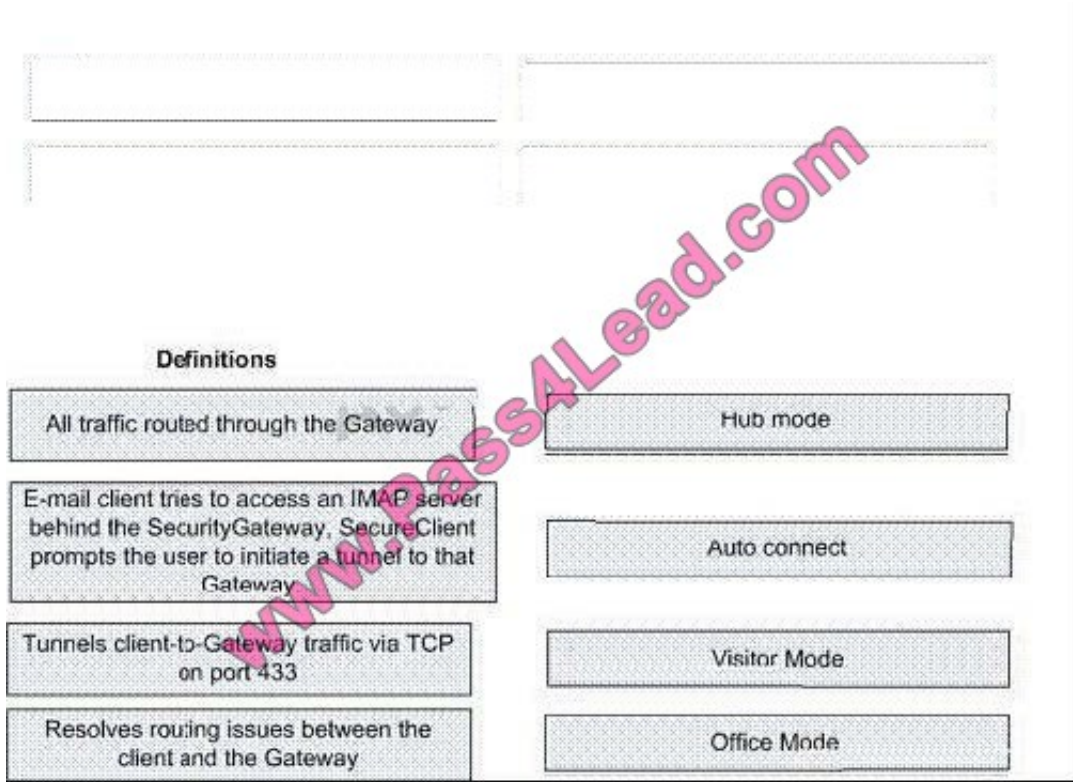 Definitions
All traffic routed through the Gateway
Hub mode
E-mail client tries to access an IMAP server
behind the SecurityGateway, SecureClient
prompts the user to initiate a tunnel to that
Gateway
Auto connect
Tunnels client-to-Gateway traffic via TCP
on port 433
Visitor Mode
Resolves routing issues between the
client and the Gateway
Office Mode
www.Pass4Lead.com